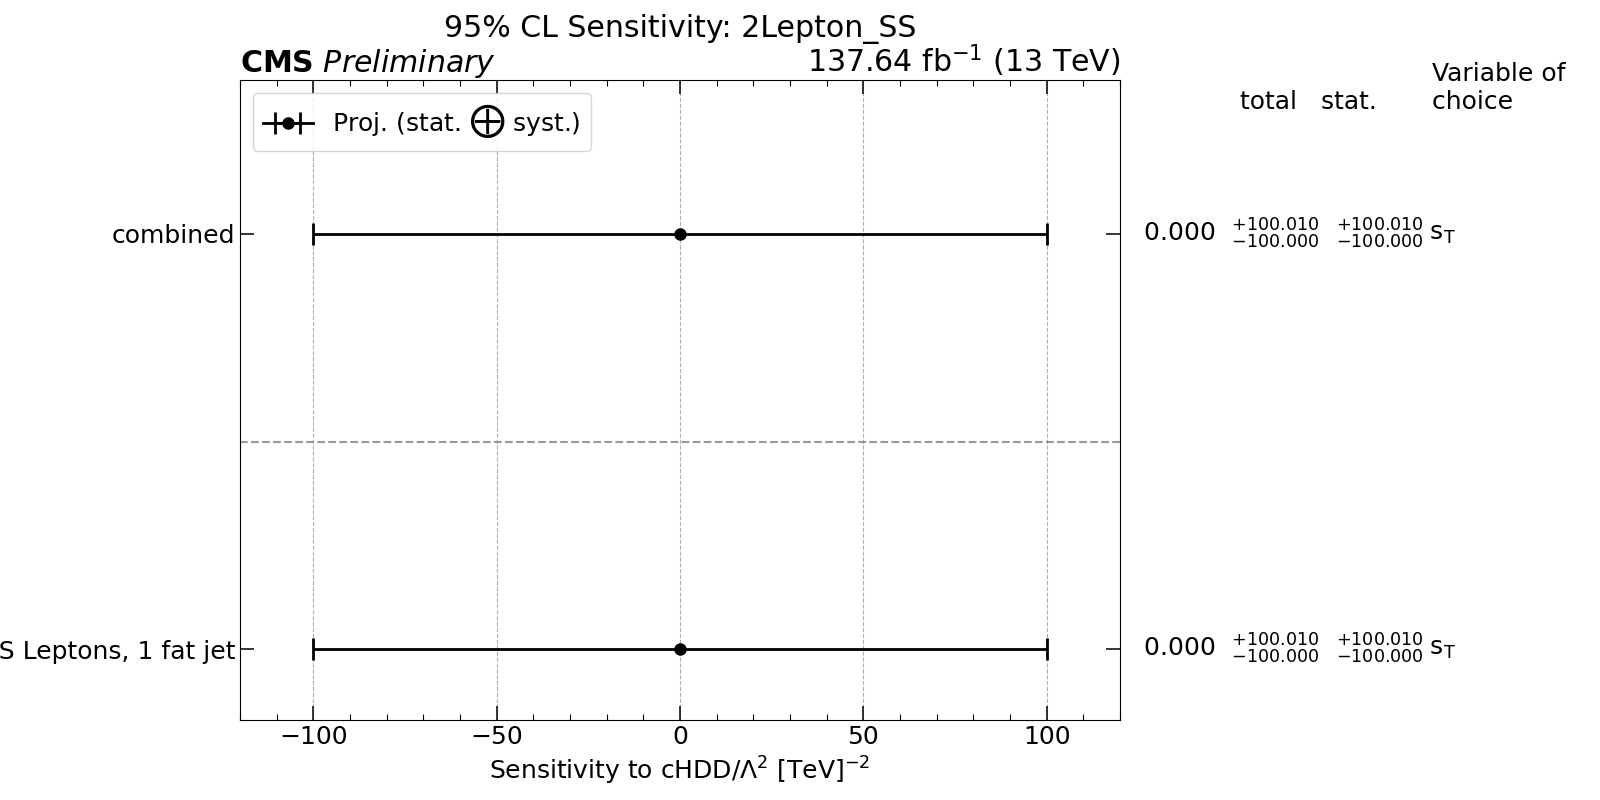 95% CL Sensitivity: 2Lepton_SS
CMS Preliminary 137.64 fb⁻¹ (13 TeV)
total stat. Variable of choice
Proj. (stat. ⊕ syst.)
combined 0.000 +100.010 −100.000 +100.010 −100.000 s_T
S Leptons, 1 fat jet 0.000 +100.010 −100.000 +100.010 −100.000 s_T
−100 −50 0 50 100
Sensitivity to cHDD/Λ² [TeV]⁻²